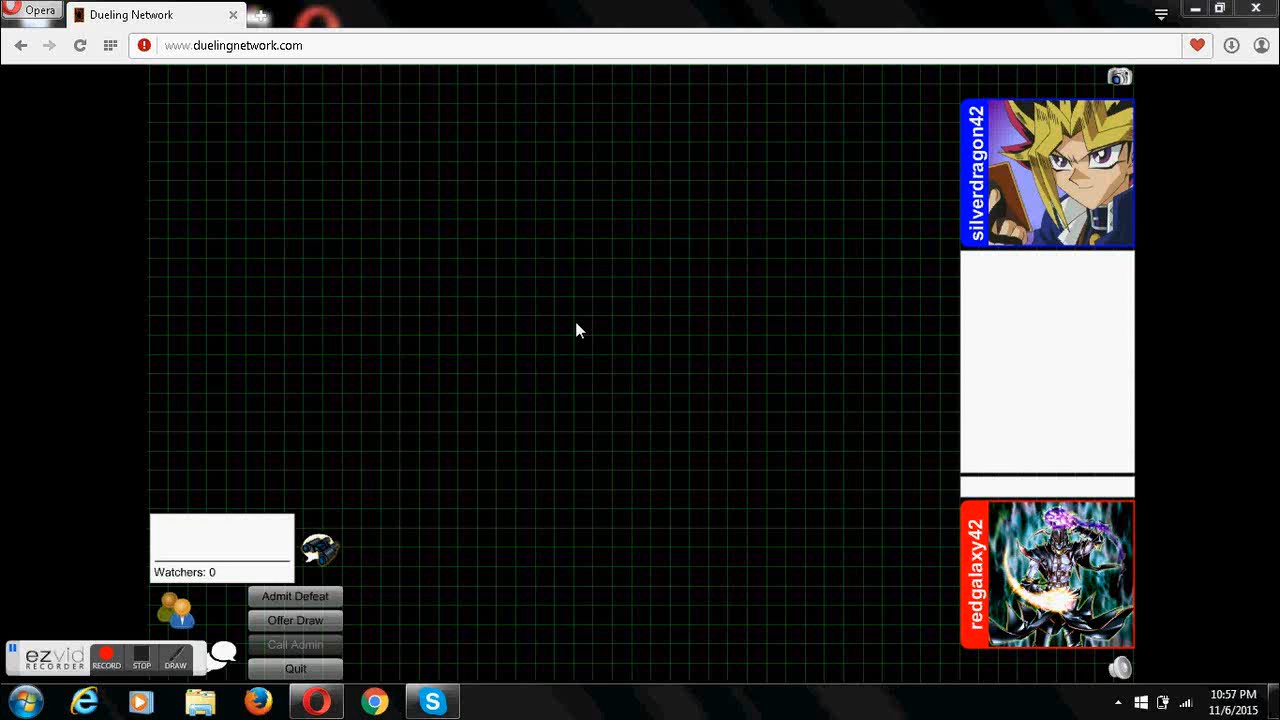 Opera
Dueling Network
www.duelingnetwork.com
silverdragon42
Watchers: 0
Admit Defeat
Offer Draw
Call Admin
Quit
redgalaxy42
ezvid
RECORDER
RECORD
STOP
DRAW
10:57 PM
11/6/2015